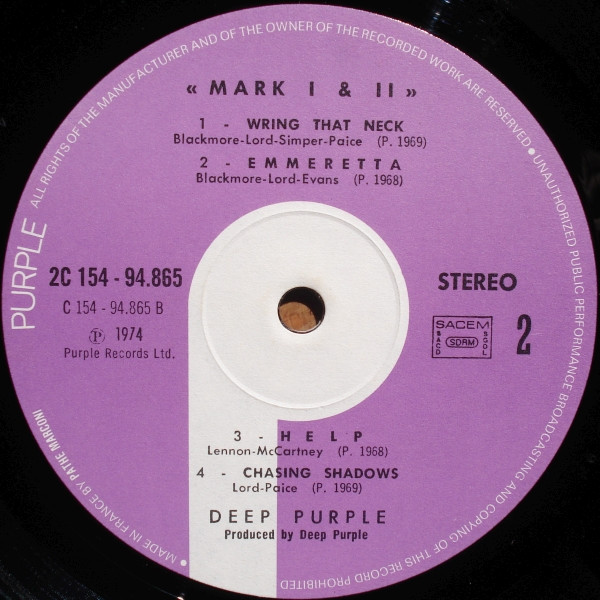 ALL RIGHTS OF THE MANUFACTURER AND OF THE OWNER OF THE RECORDED WORK ARE RESERVED • UNAUTHORIZED PUBLIC PERFORMANCE BROADCASTING AND COPYING OF THIS RECORD PROHIBITED
• MADE IN FRANCE BY PATHE MARCONI
PURPLE
« MARK I & II »
1 - WRING THAT NECK
Blackmore-Lord-Simper-Paice (P. 1969)
2 - EMMERETTA
Blackmore-Lord-Evans (P. 1968)
2C 154 - 94.865
C 154 - 94.865 B
Ⓟ 1974
Purple Records Ltd.
STEREO
SACEM
SACD
SDRM
SGDL
2
3 - HELP
Lennon-McCartney (P. 1968)
4 - CHASING SHADOWS
Lord-Paice (P. 1969)
DEEP PURPLE
Produced by Deep Purple